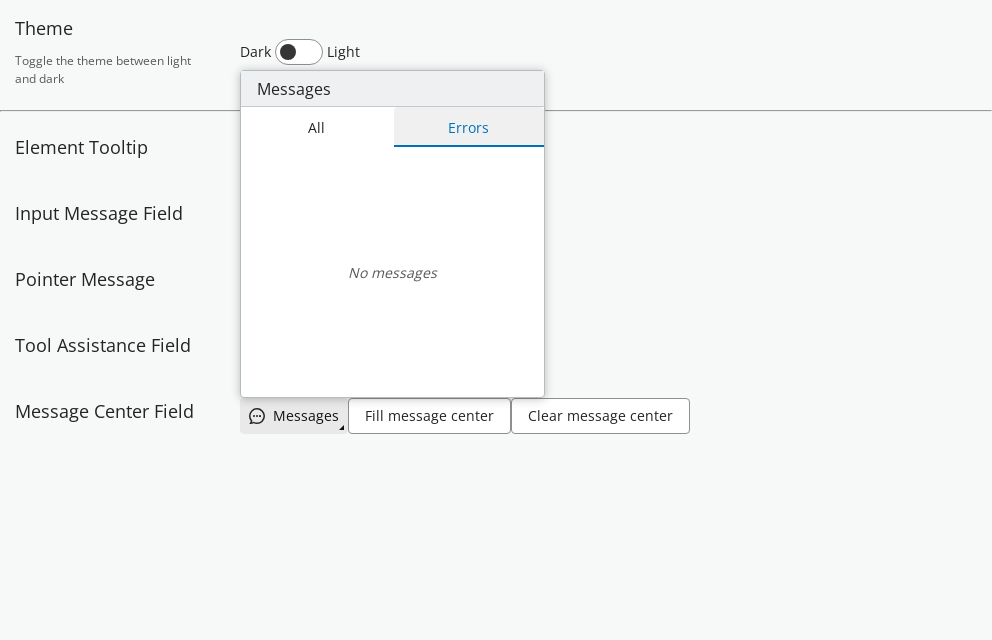 Theme
Toggle the theme between light
and dark
Dark Light
Messages
All Errors
No messages
Element Tooltip
Input Message Field
Pointer Message
Tool Assistance Field
Message Center Field
Messages Fill message center Clear message center